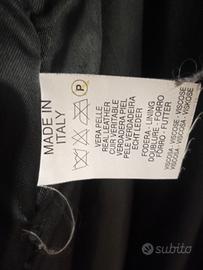 MADE IN
ITALY
P
VERA PELLE
REAL LEATHER
CUIR VERITABLE
VERDADERA PIEL
PELE VERDADEIRA
ECHT LEDER
FODERA - LINING
DOUBLURE - FORRO
FORRO - FUTTER
VISCOSA - VISCOSE
VISCOSE - VISCOSA
VISCOSA - VISKOSE
subito